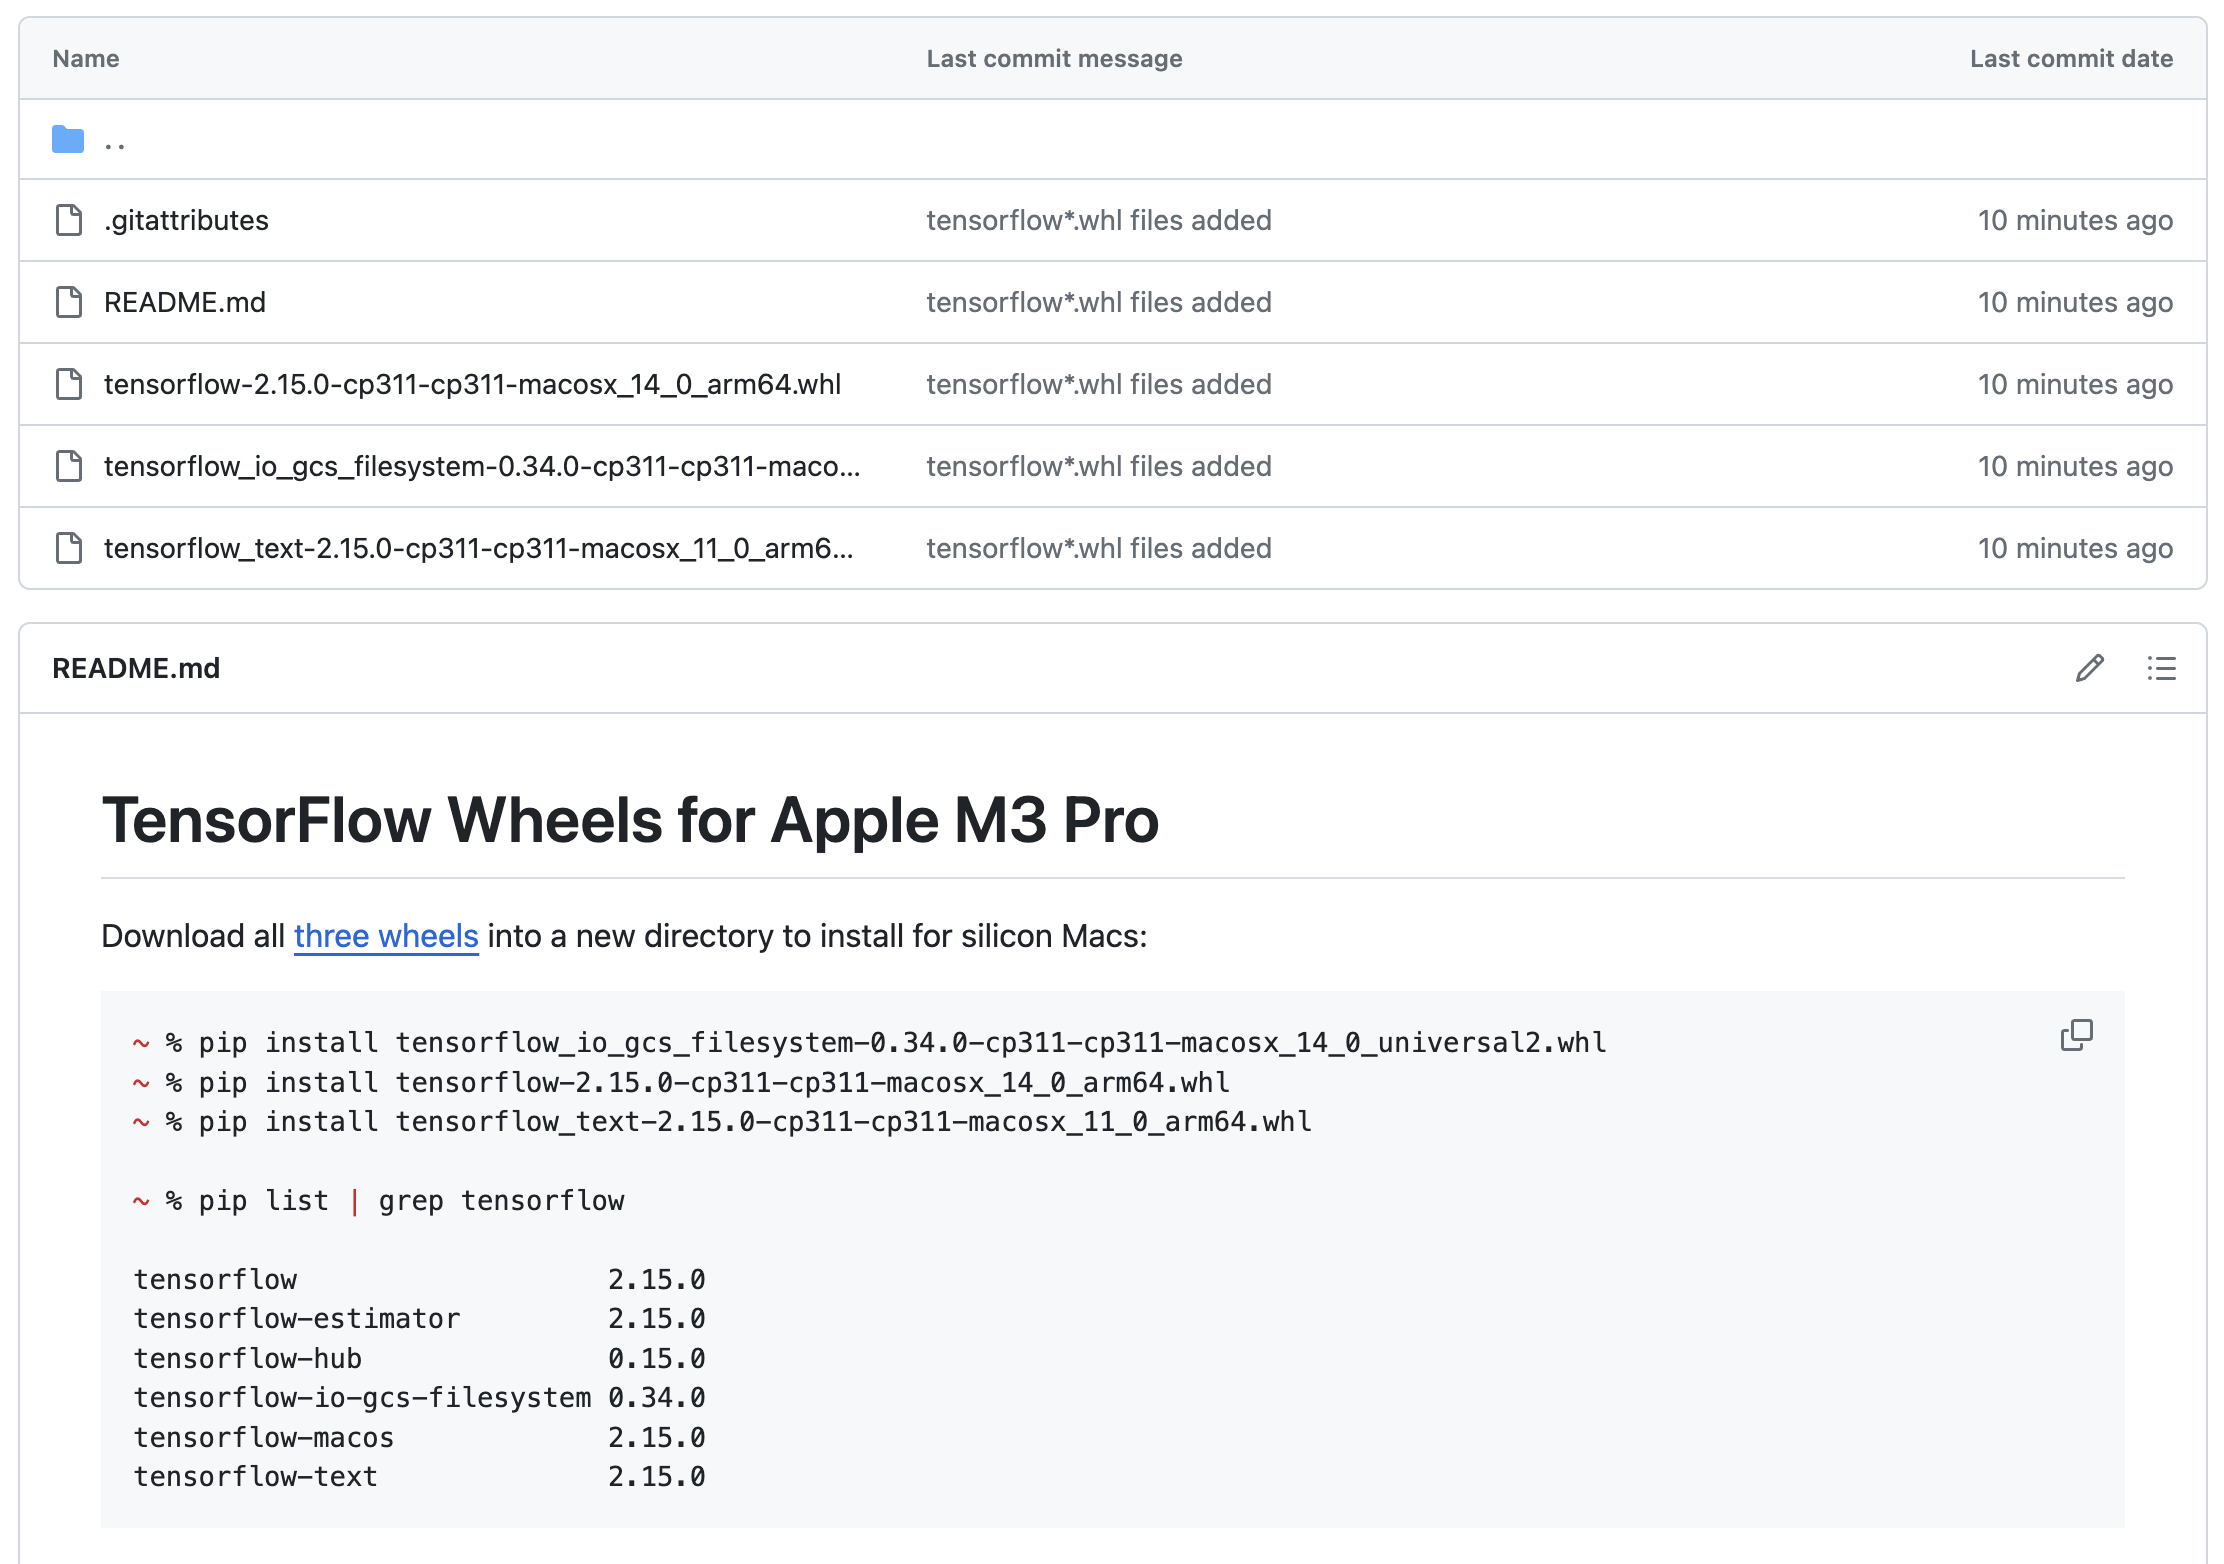 Name Last commit message Last commit date
..
.gitattributes tensorflow*.whl files added 10 minutes ago
README.md tensorflow*.whl files added 10 minutes ago
tensorflow-2.15.0-cp311-cp311-macosx_14_0_arm64.whl tensorflow*.whl files added 10 minutes ago
tensorflow_io_gcs_filesystem-0.34.0-cp311-cp311-maco... tensorflow*.whl files added 10 minutes ago
tensorflow_text-2.15.0-cp311-cp311-macosx_11_0_arm6... tensorflow*.whl files added 10 minutes ago
README.md
TensorFlow Wheels for Apple M3 Pro
Download all three wheels into a new directory to install for silicon Macs:
~ % pip install tensorflow_io_gcs_filesystem-0.34.0-cp311-cp311-macosx_14_0_universal2.whl
~ % pip install tensorflow-2.15.0-cp311-cp311-macosx_14_0_arm64.whl
~ % pip install tensorflow_text-2.15.0-cp311-cp311-macosx_11_0_arm64.whl
~ % pip list | grep tensorflow
tensorflow 2.15.0
tensorflow-estimator 2.15.0
tensorflow-hub 0.15.0
tensorflow-io-gcs-filesystem 0.34.0
tensorflow-macos 2.15.0
tensorflow-text 2.15.0